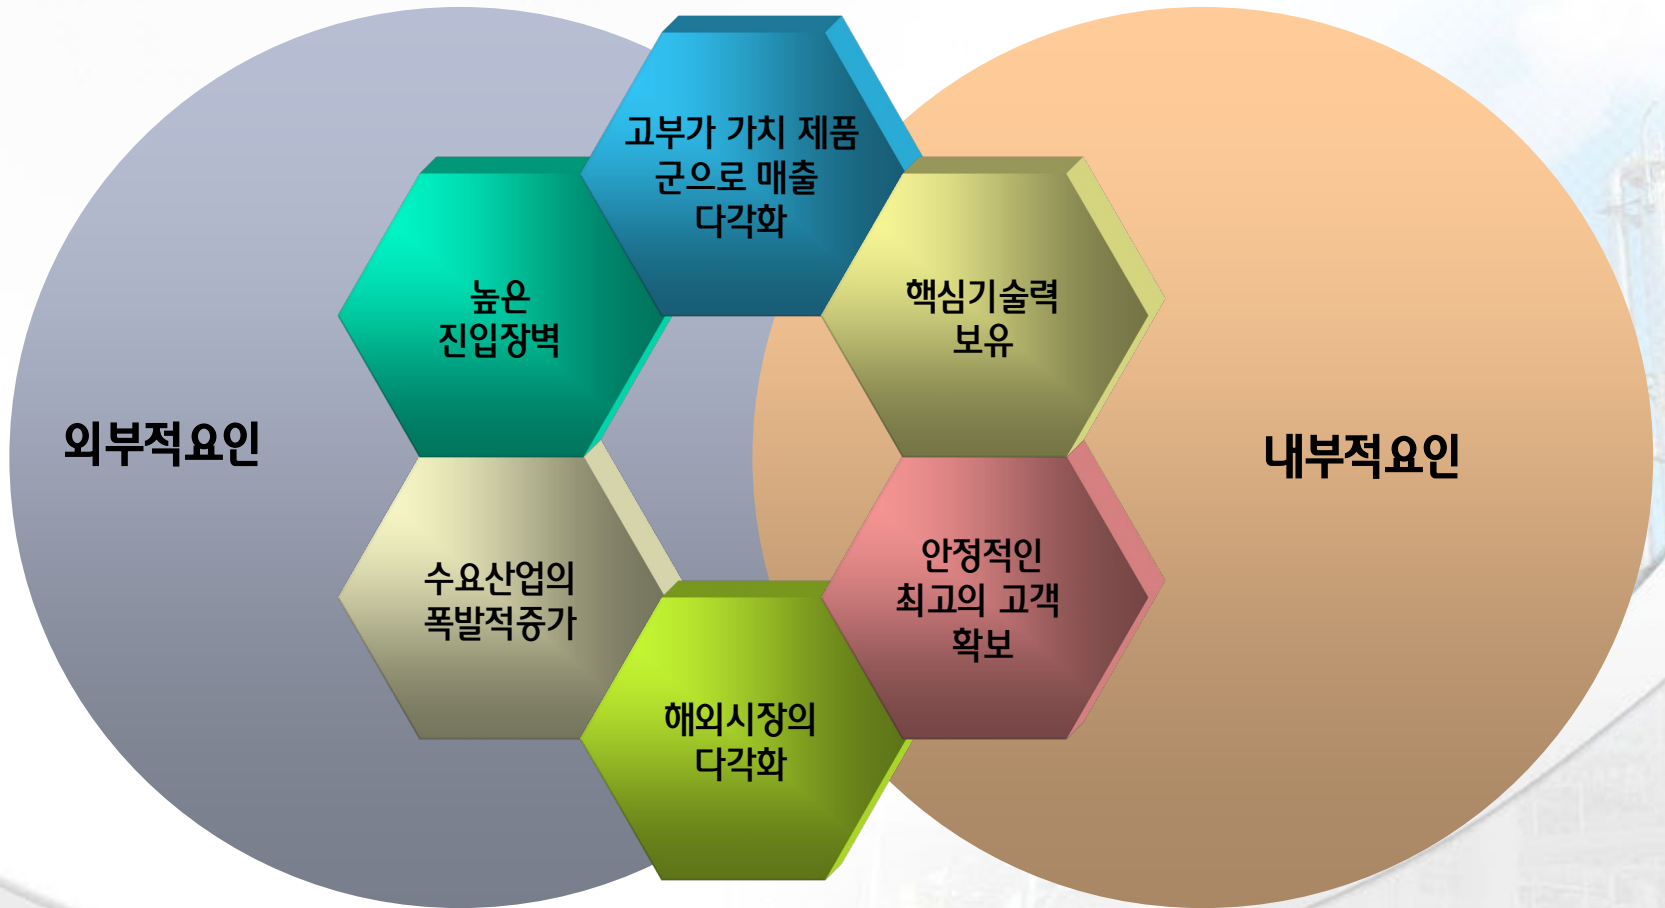 고부가 가치 제품
군으로 매출
다각화
높은
진입장벽
핵심기술력
보유
외부적요인
내부적요인
수요산업의
폭발적증가
안정적인
최고의 고객
확보
해외시장의
다각화